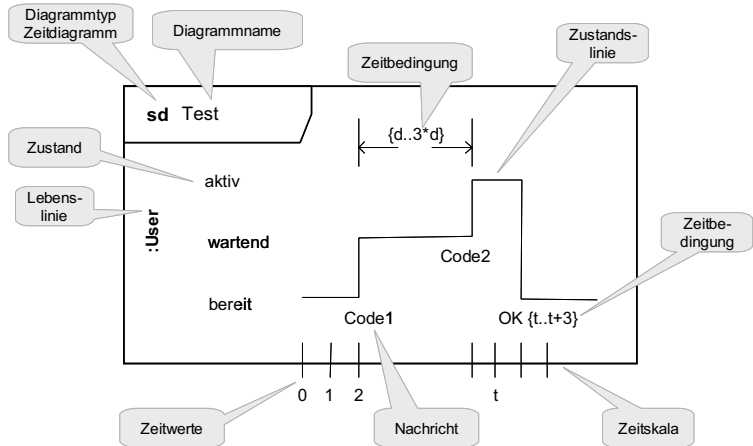 Diagrammtyp
Zeitdiagramm
Diagrammname
Zustands-
linie
Zeitbedingung
sd Test
{d..3*d}
Zustand
aktiv
Lebens-
linie
:User
wartend
Code2
Zeitbe-
dingung
bereit
Code1
OK {t..t+3}
0 1 2 t
Zeitwerte
Nachricht
Zeitskala